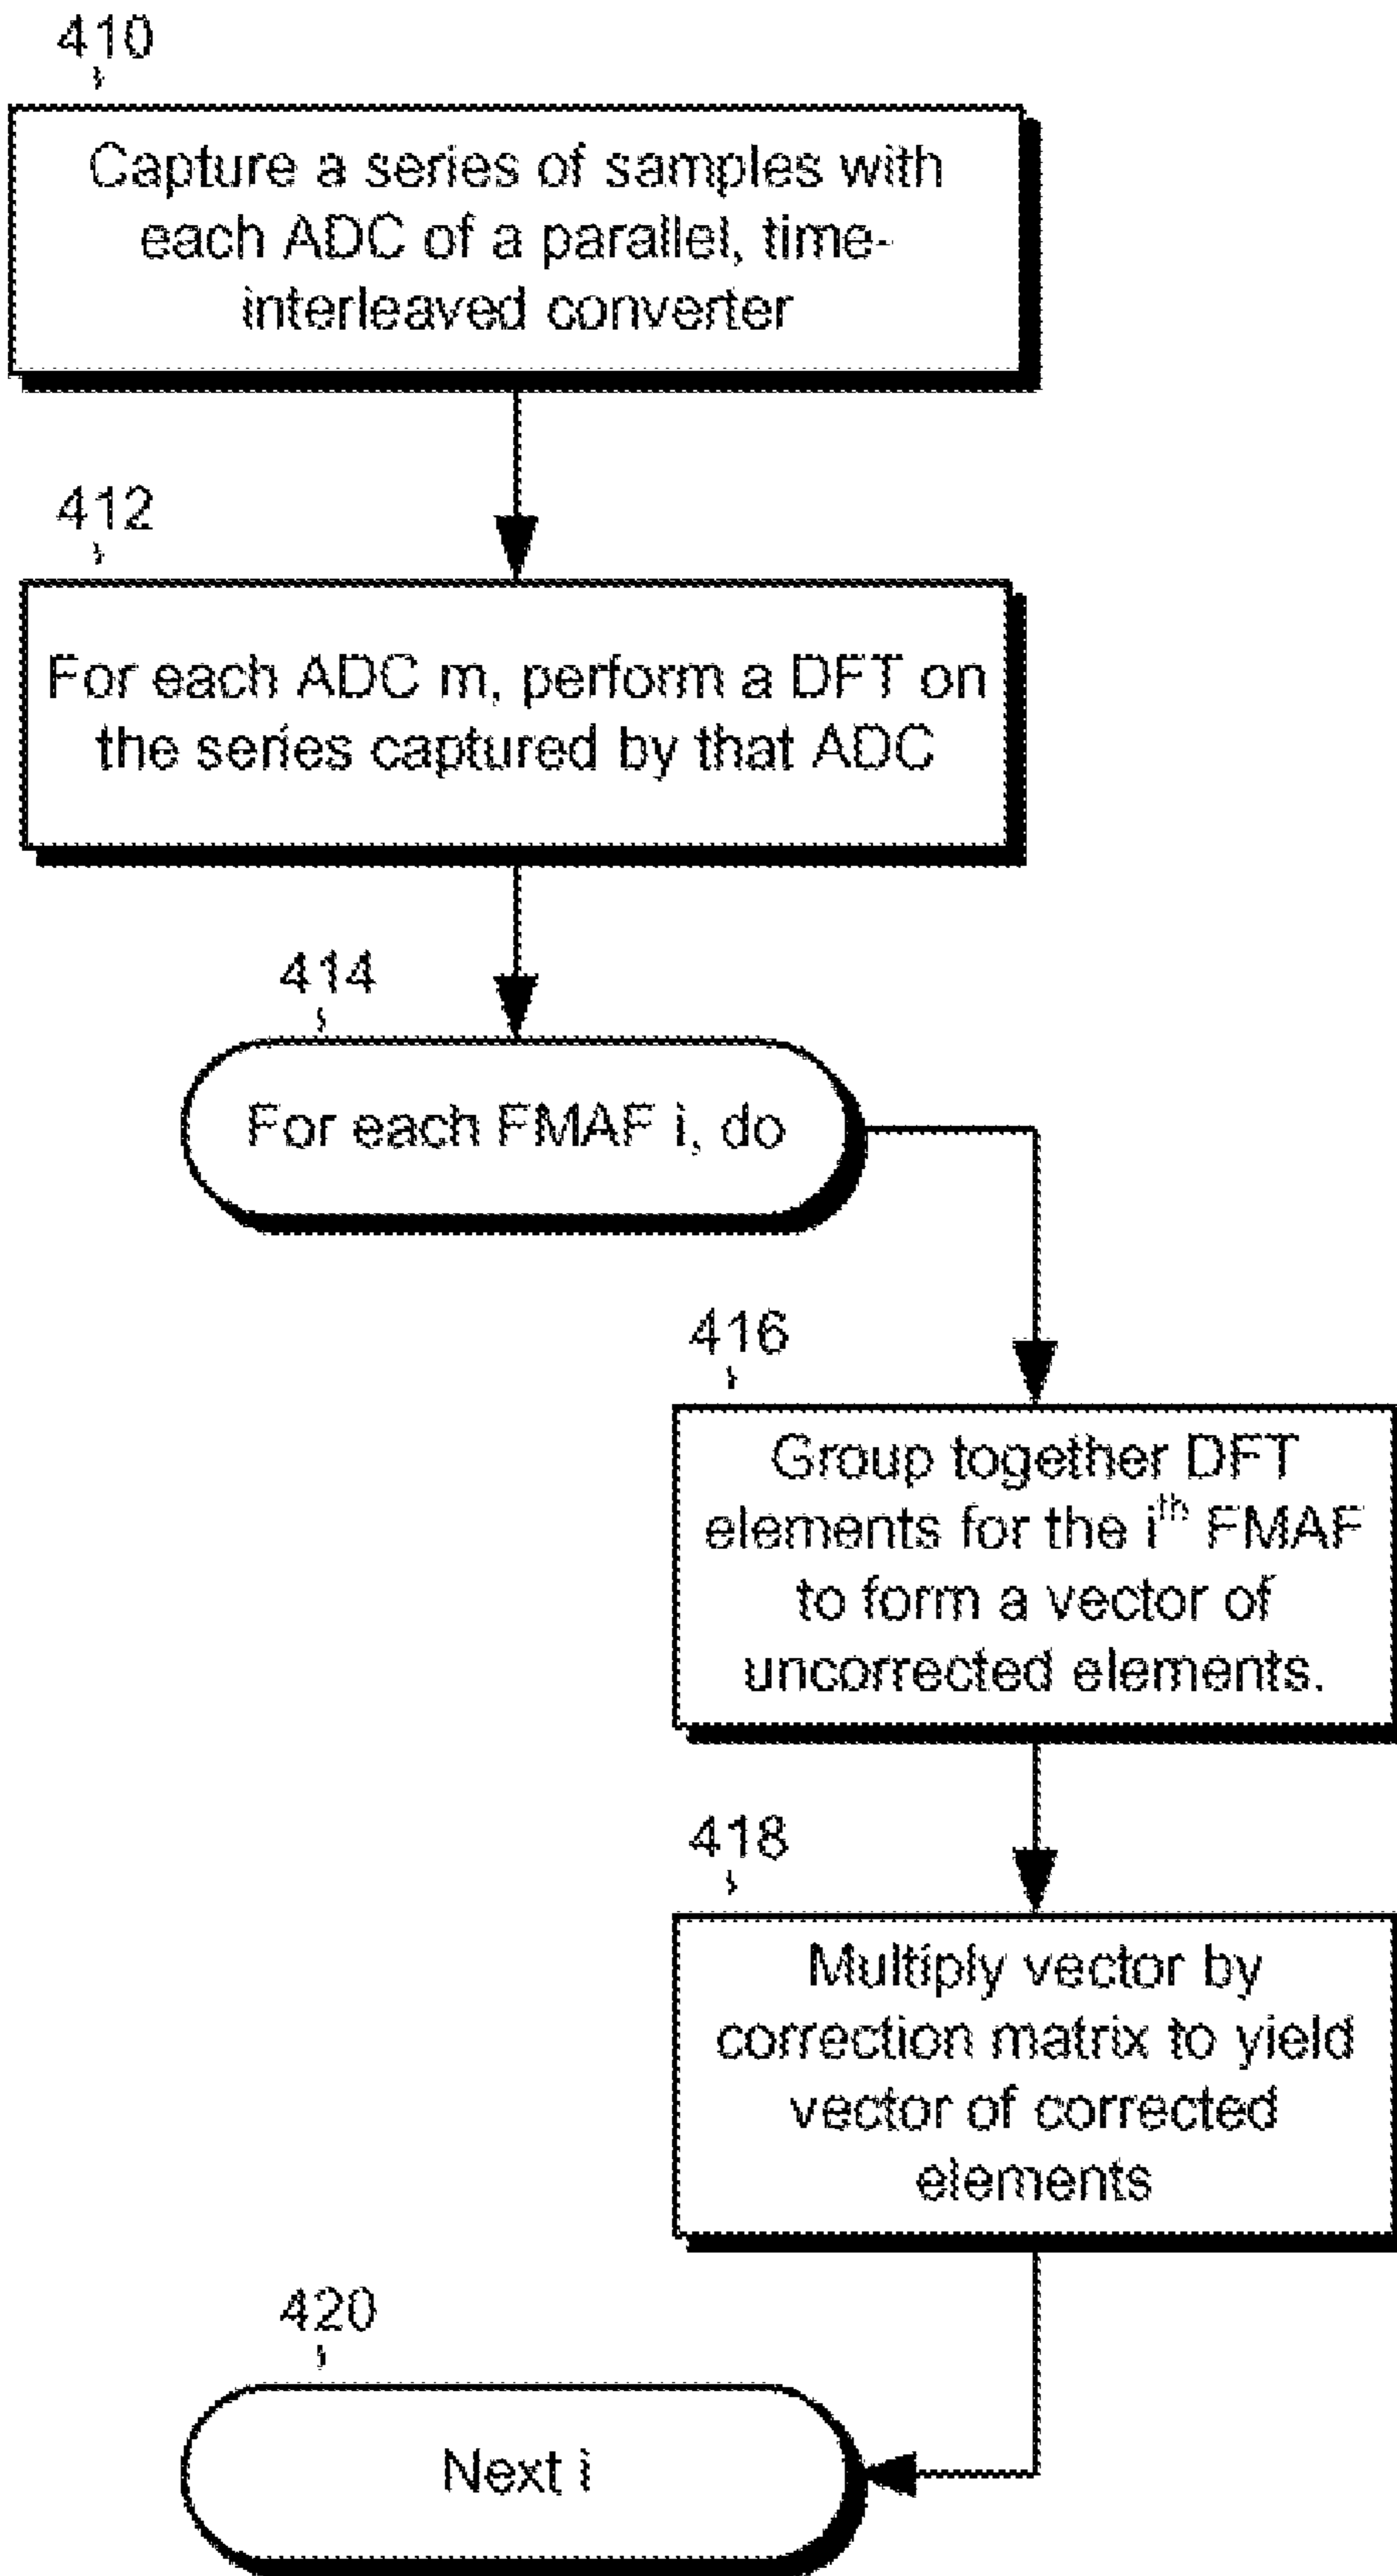 410
Capture a series of samples with
each ADC of a parallel, time-
interleaved converter
412
For each ADC m, perform a DFT on
the series captured by that ADC
414
For each FMAF i, do
416
Group together DFT
elements for the ith FMAF
to form a vector of
uncorrected elements.
418
Multiply vector by
correction matrix to yield
vector of corrected
elements
420
Next i